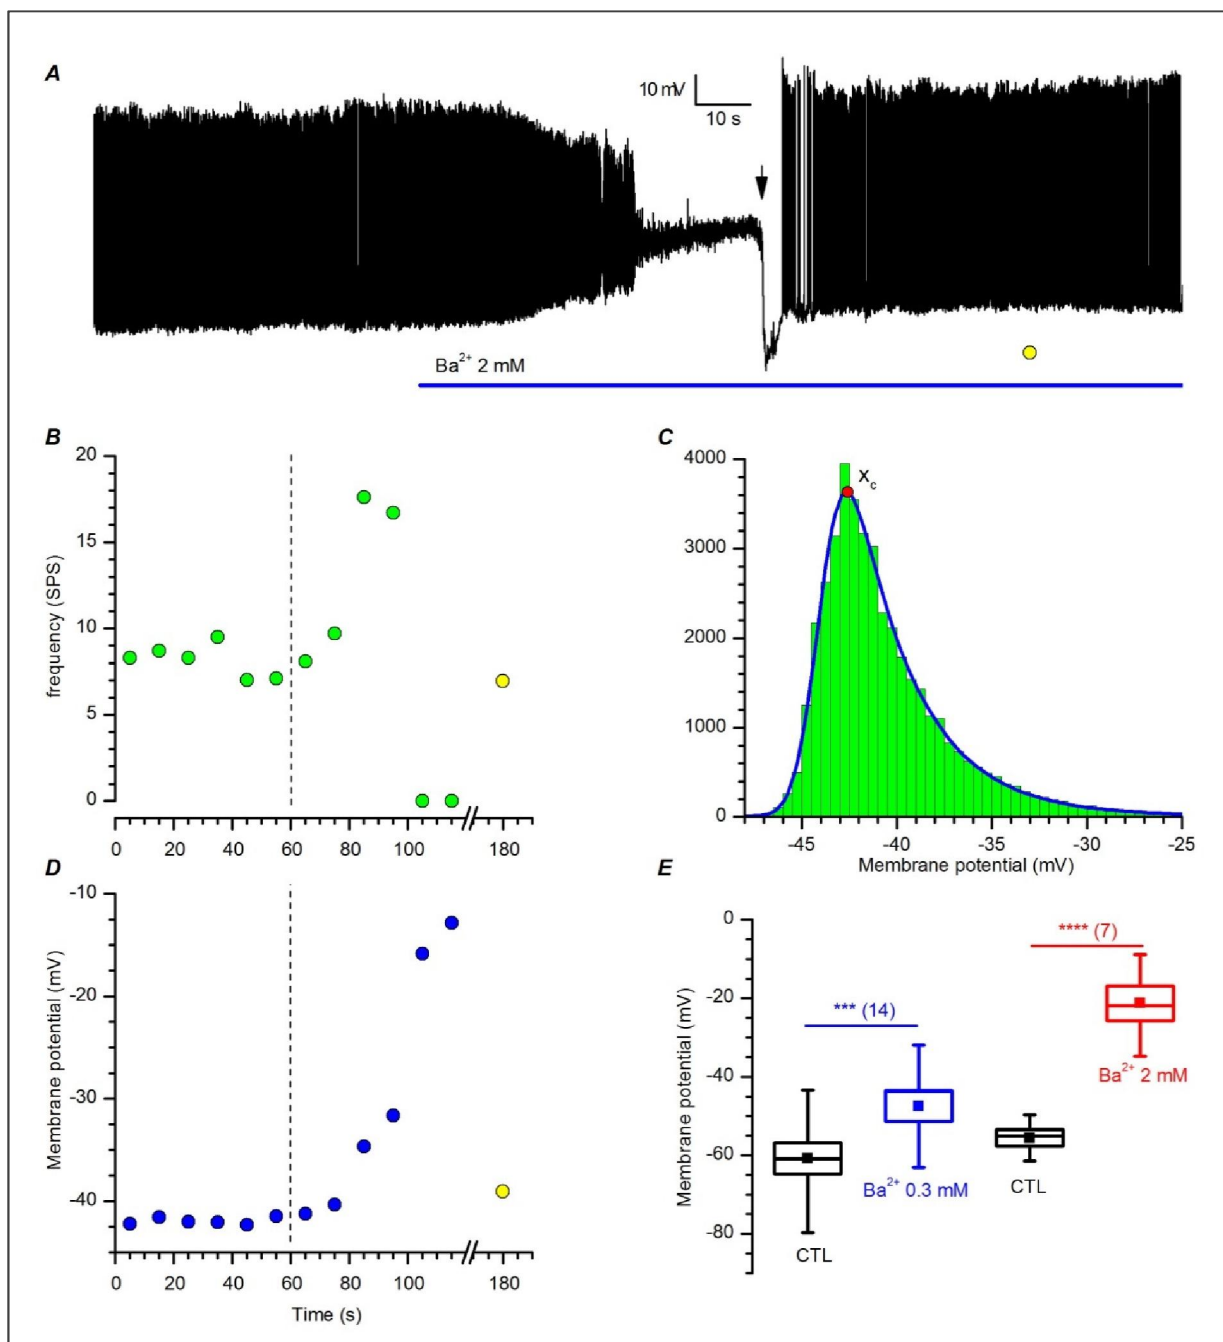 A
10 mV
10 s
Ba²⁺ 2 mM
B
20
15
10
5
0
frequency (SPS)
0 20 40 60 80 100 180
C
4000
3000
2000
1000
0
Xc
-45 -40 -35 -30 -25
Membrane potential (mV)
D
-10
-20
-30
-40
Membrane potential (mV)
0 20 40 60 80 100 180
Time (s)
E
0
-20
-40
-60
-80
Membrane potential (mV)
**** (7)
*** (14)
Ba²⁺ 2 mM
Ba²⁺ 0.3 mM
CTL
CTL